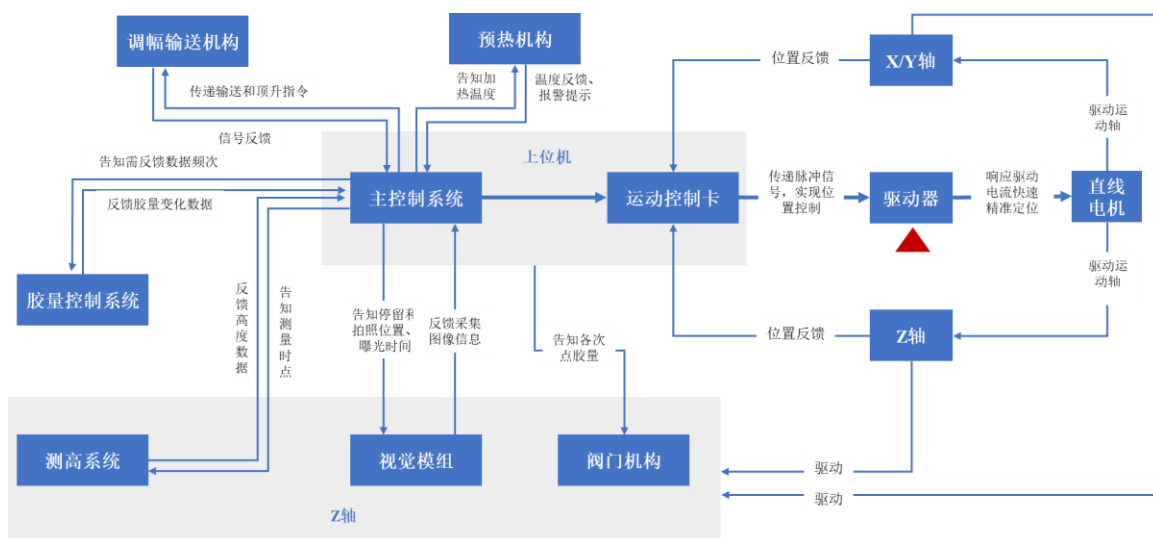 调幅输送机构
预热机构
X/Y轴
位置反馈
告知加
热温度
温度反馈、
报警提示
传递输送和顶升指令
驱动运
动轴
信号反馈
上位机
告知需反馈数据频次
主控制系统
运动控制卡
传递脉冲信
号，实现位
置控制
驱动器
响应驱动
电流快速
精准定位
直线
电机
反馈胶量变化数据
驱动运
动轴
胶量控制系统
反馈高度数据
告知测量时点
告知停留和
拍照位置、
曝光时间
反馈采集
图像信息
告知各次
点胶量
位置反馈
Z轴
测高系统
视觉模组
阀门机构
驱动
驱动
Z轴